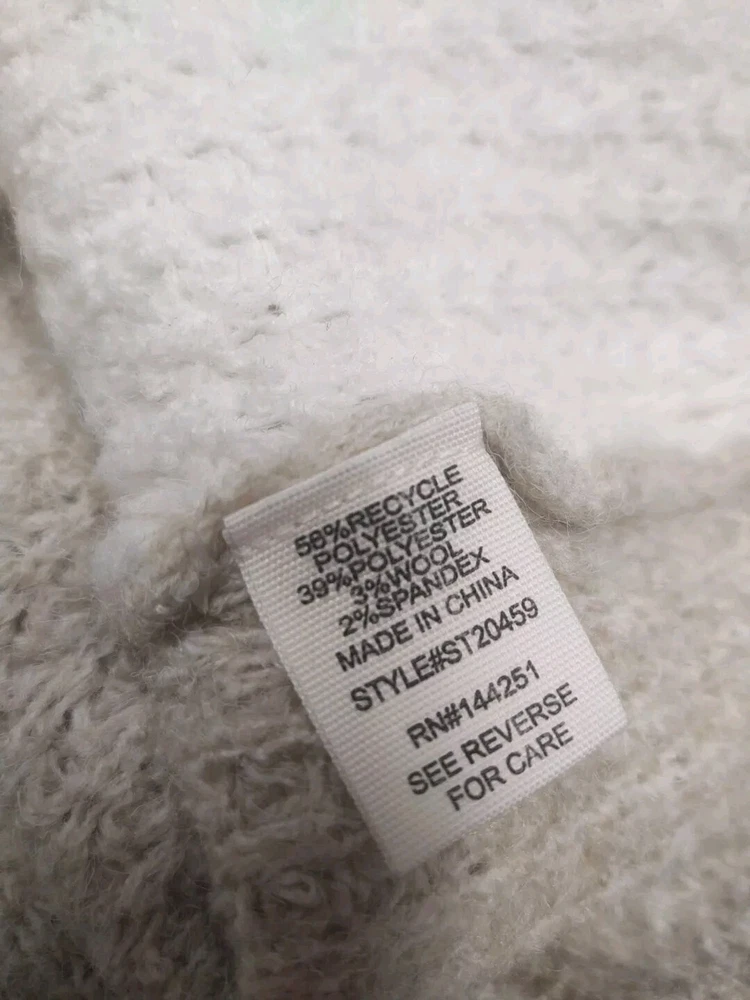 56%RECYCLE
POLYESTER
39%POLYESTER
3%WOOL
2%SPANDEX
MADE IN CHINA
STYLE#ST20459
RN#144251
SEE REVERSE
FOR CARE